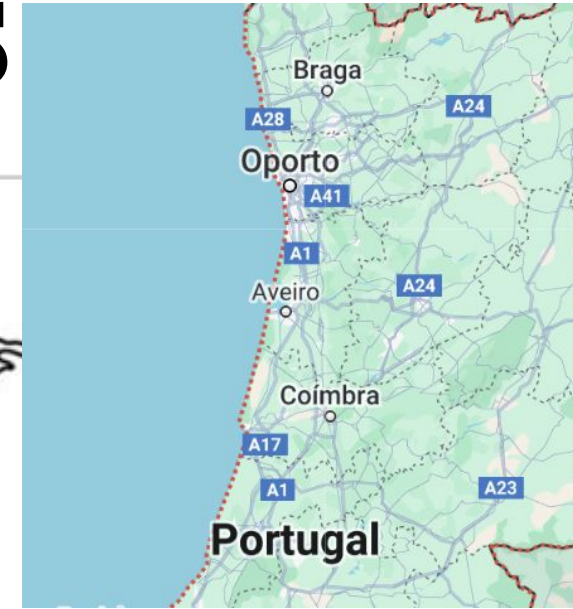 Braga
A24
A28
Oporto
A41
A1
A24
Aveiro
Coímbra
A17
A1
A23
Portugal